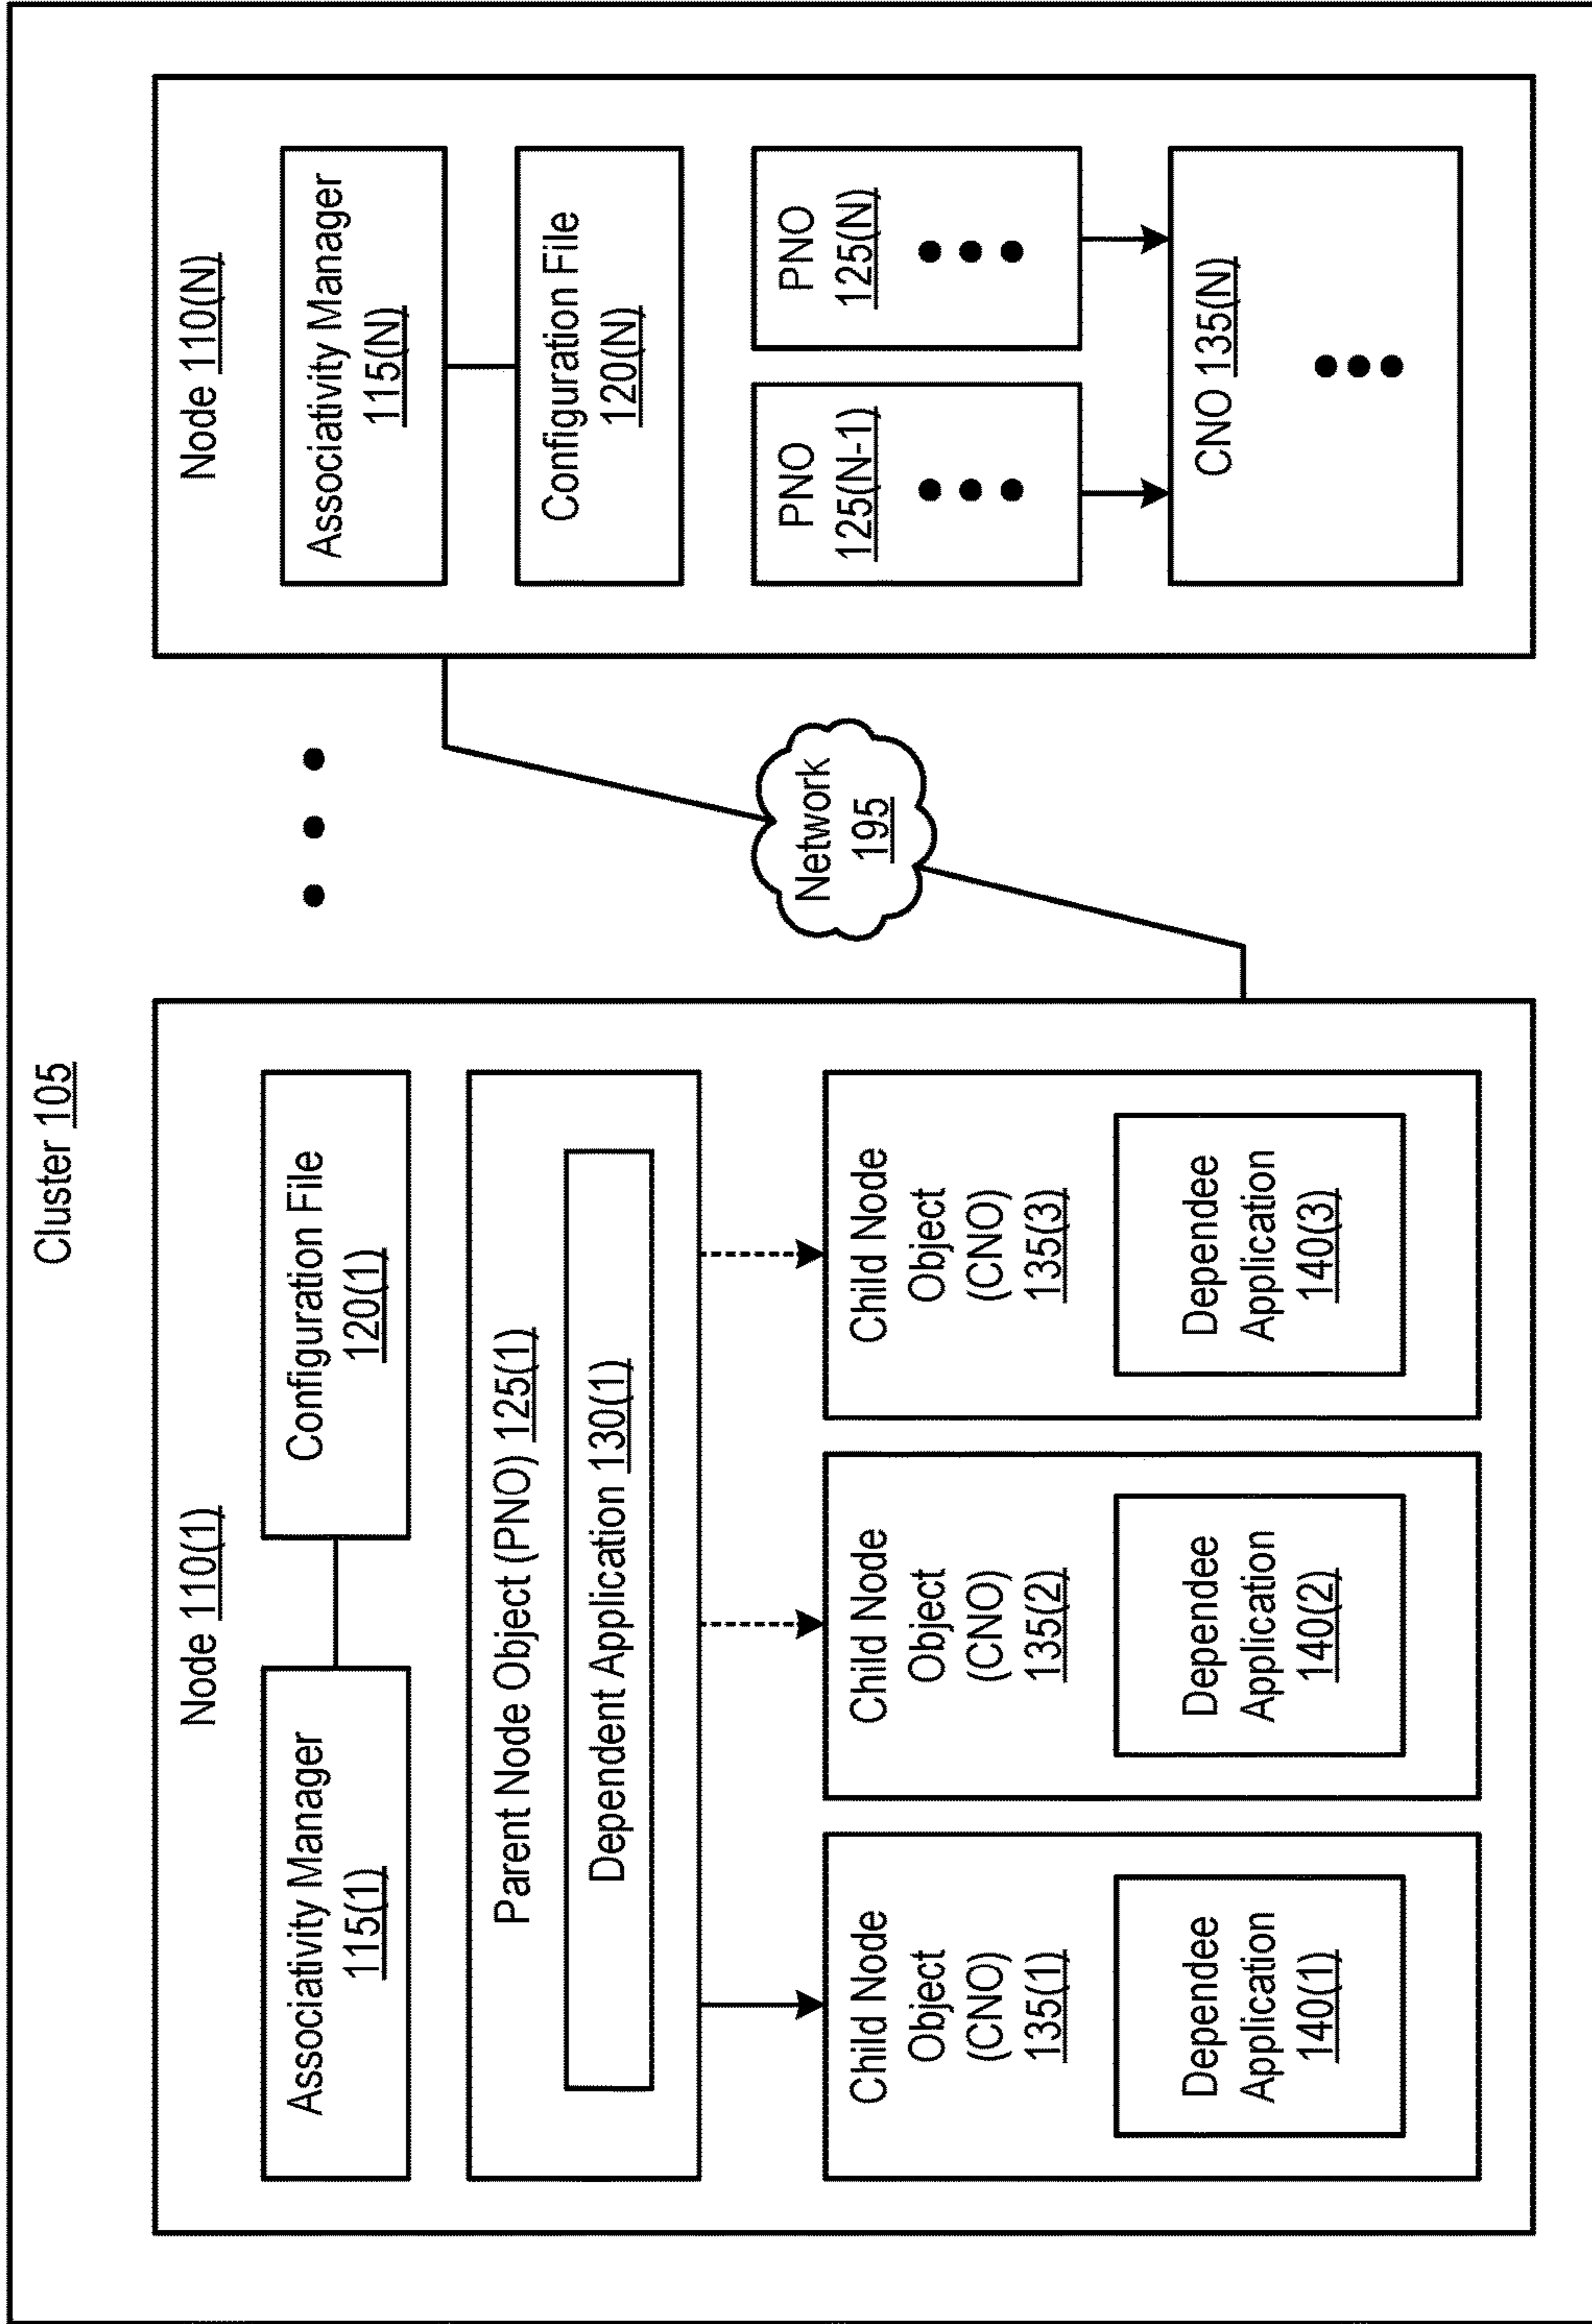 Cluster 105
Node 110(1)
Associativity Manager
115(1)
Configuration File
120(1)
Parent Node Object (PNO) 125(1)
Dependent Application 130(1)
Child Node
Object
(CNO)
135(1)
Dependee
Application
140(1)
Child Node
Object
(CNO)
135(2)
Dependee
Application
140(2)
Child Node
Object
(CNO)
135(3)
Dependee
Application
140(3)
Network
195
Node 110(N)
Associativity Manager
115(N)
Configuration File
120(N)
PNO
125(N-1)
PNO
125(N)
CNO 135(N)